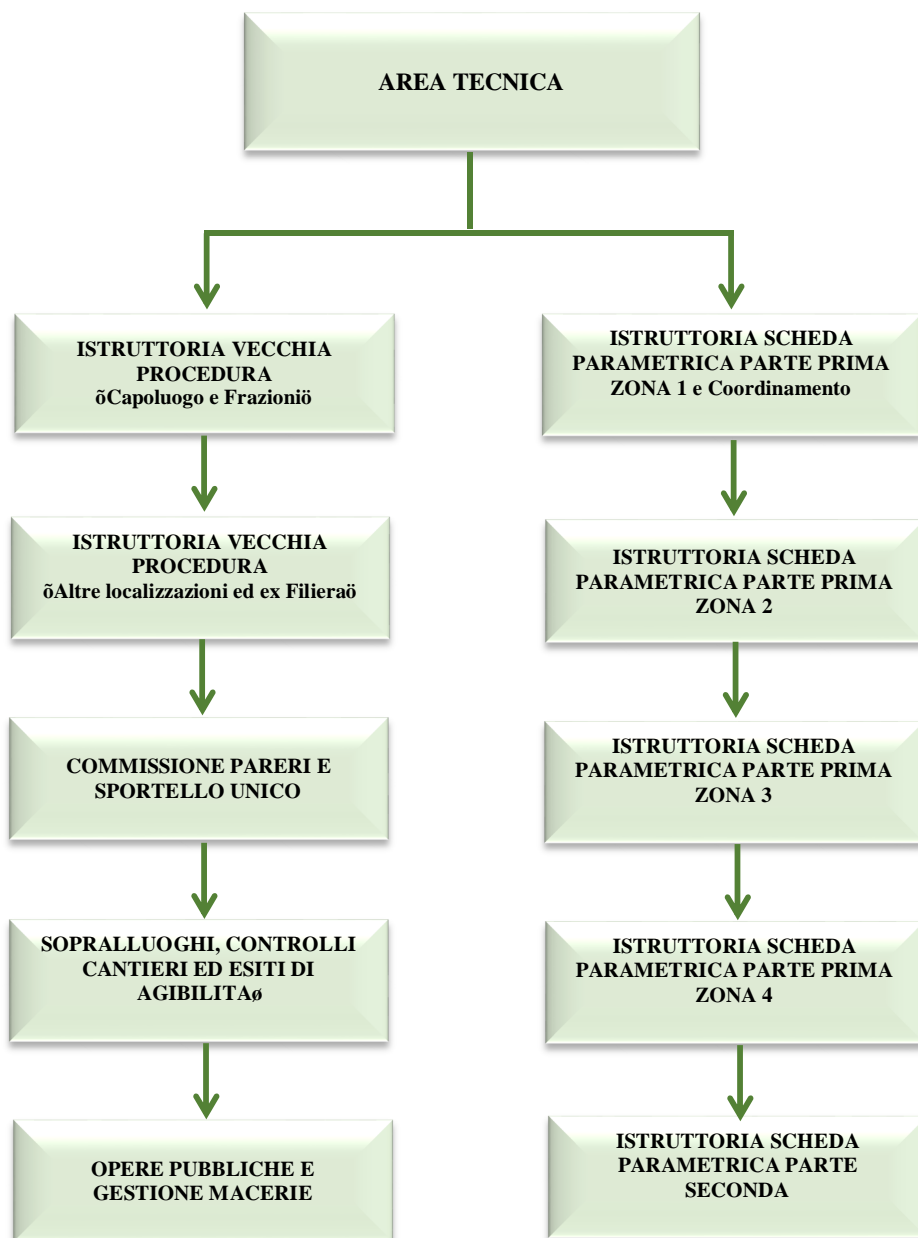 AREA TECNICA
ISTRUTTORIA VECCHIA
PROCEDURA
õCapoluogo e Frazioniö
ISTRUTTORIA VECCHIA
PROCEDURA
õAltre localizzazioni ed ex Filieraö
COMMISSIONE PARERI E
SPORTELLO UNICO
SOPRALLUOGHI, CONTROLLI
CANTIERI ED ESITI DI
AGIBILITAø
OPERE PUBBLICHE E
GESTIONE MACERIE
ISTRUTTORIA SCHEDA
PARAMETRICA PARTE PRIMA
ZONA 1 e Coordinamento
ISTRUTTORIA SCHEDA
PARAMETRICA PARTE PRIMA
ZONA 2
ISTRUTTORIA SCHEDA
PARAMETRICA PARTE PRIMA
ZONA 3
ISTRUTTORIA SCHEDA
PARAMETRICA PARTE PRIMA
ZONA 4
ISTRUTTORIA SCHEDA
PARAMETRICA PARTE
SECONDA